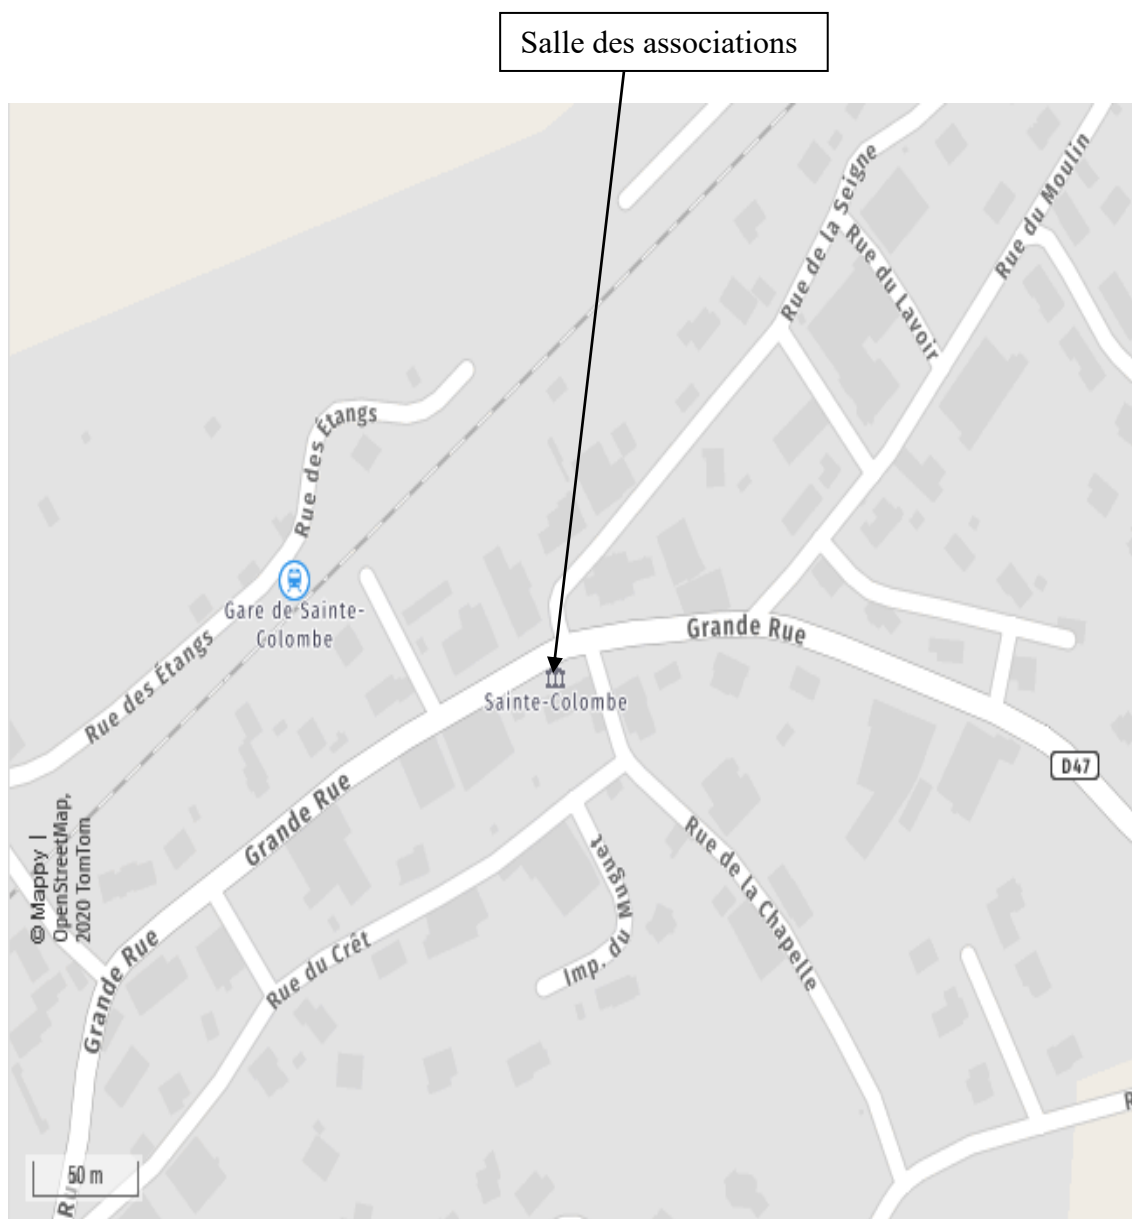 Salle des associations
Rue de la Seigne
Rue du Moulin
Rue du Lavoir
Rue des Étangs
Gare de Sainte-
Colombe
Rue des Étangs
Grande Rue
Sainte-Colombe
D47
Grande Rue
Rue de la Chapelle
Imp. du Muguet
© Mappy |
OpenStreetMap,
2020 TomTom
Grande Rue
Rue du Crêt
50 m
Ru
R